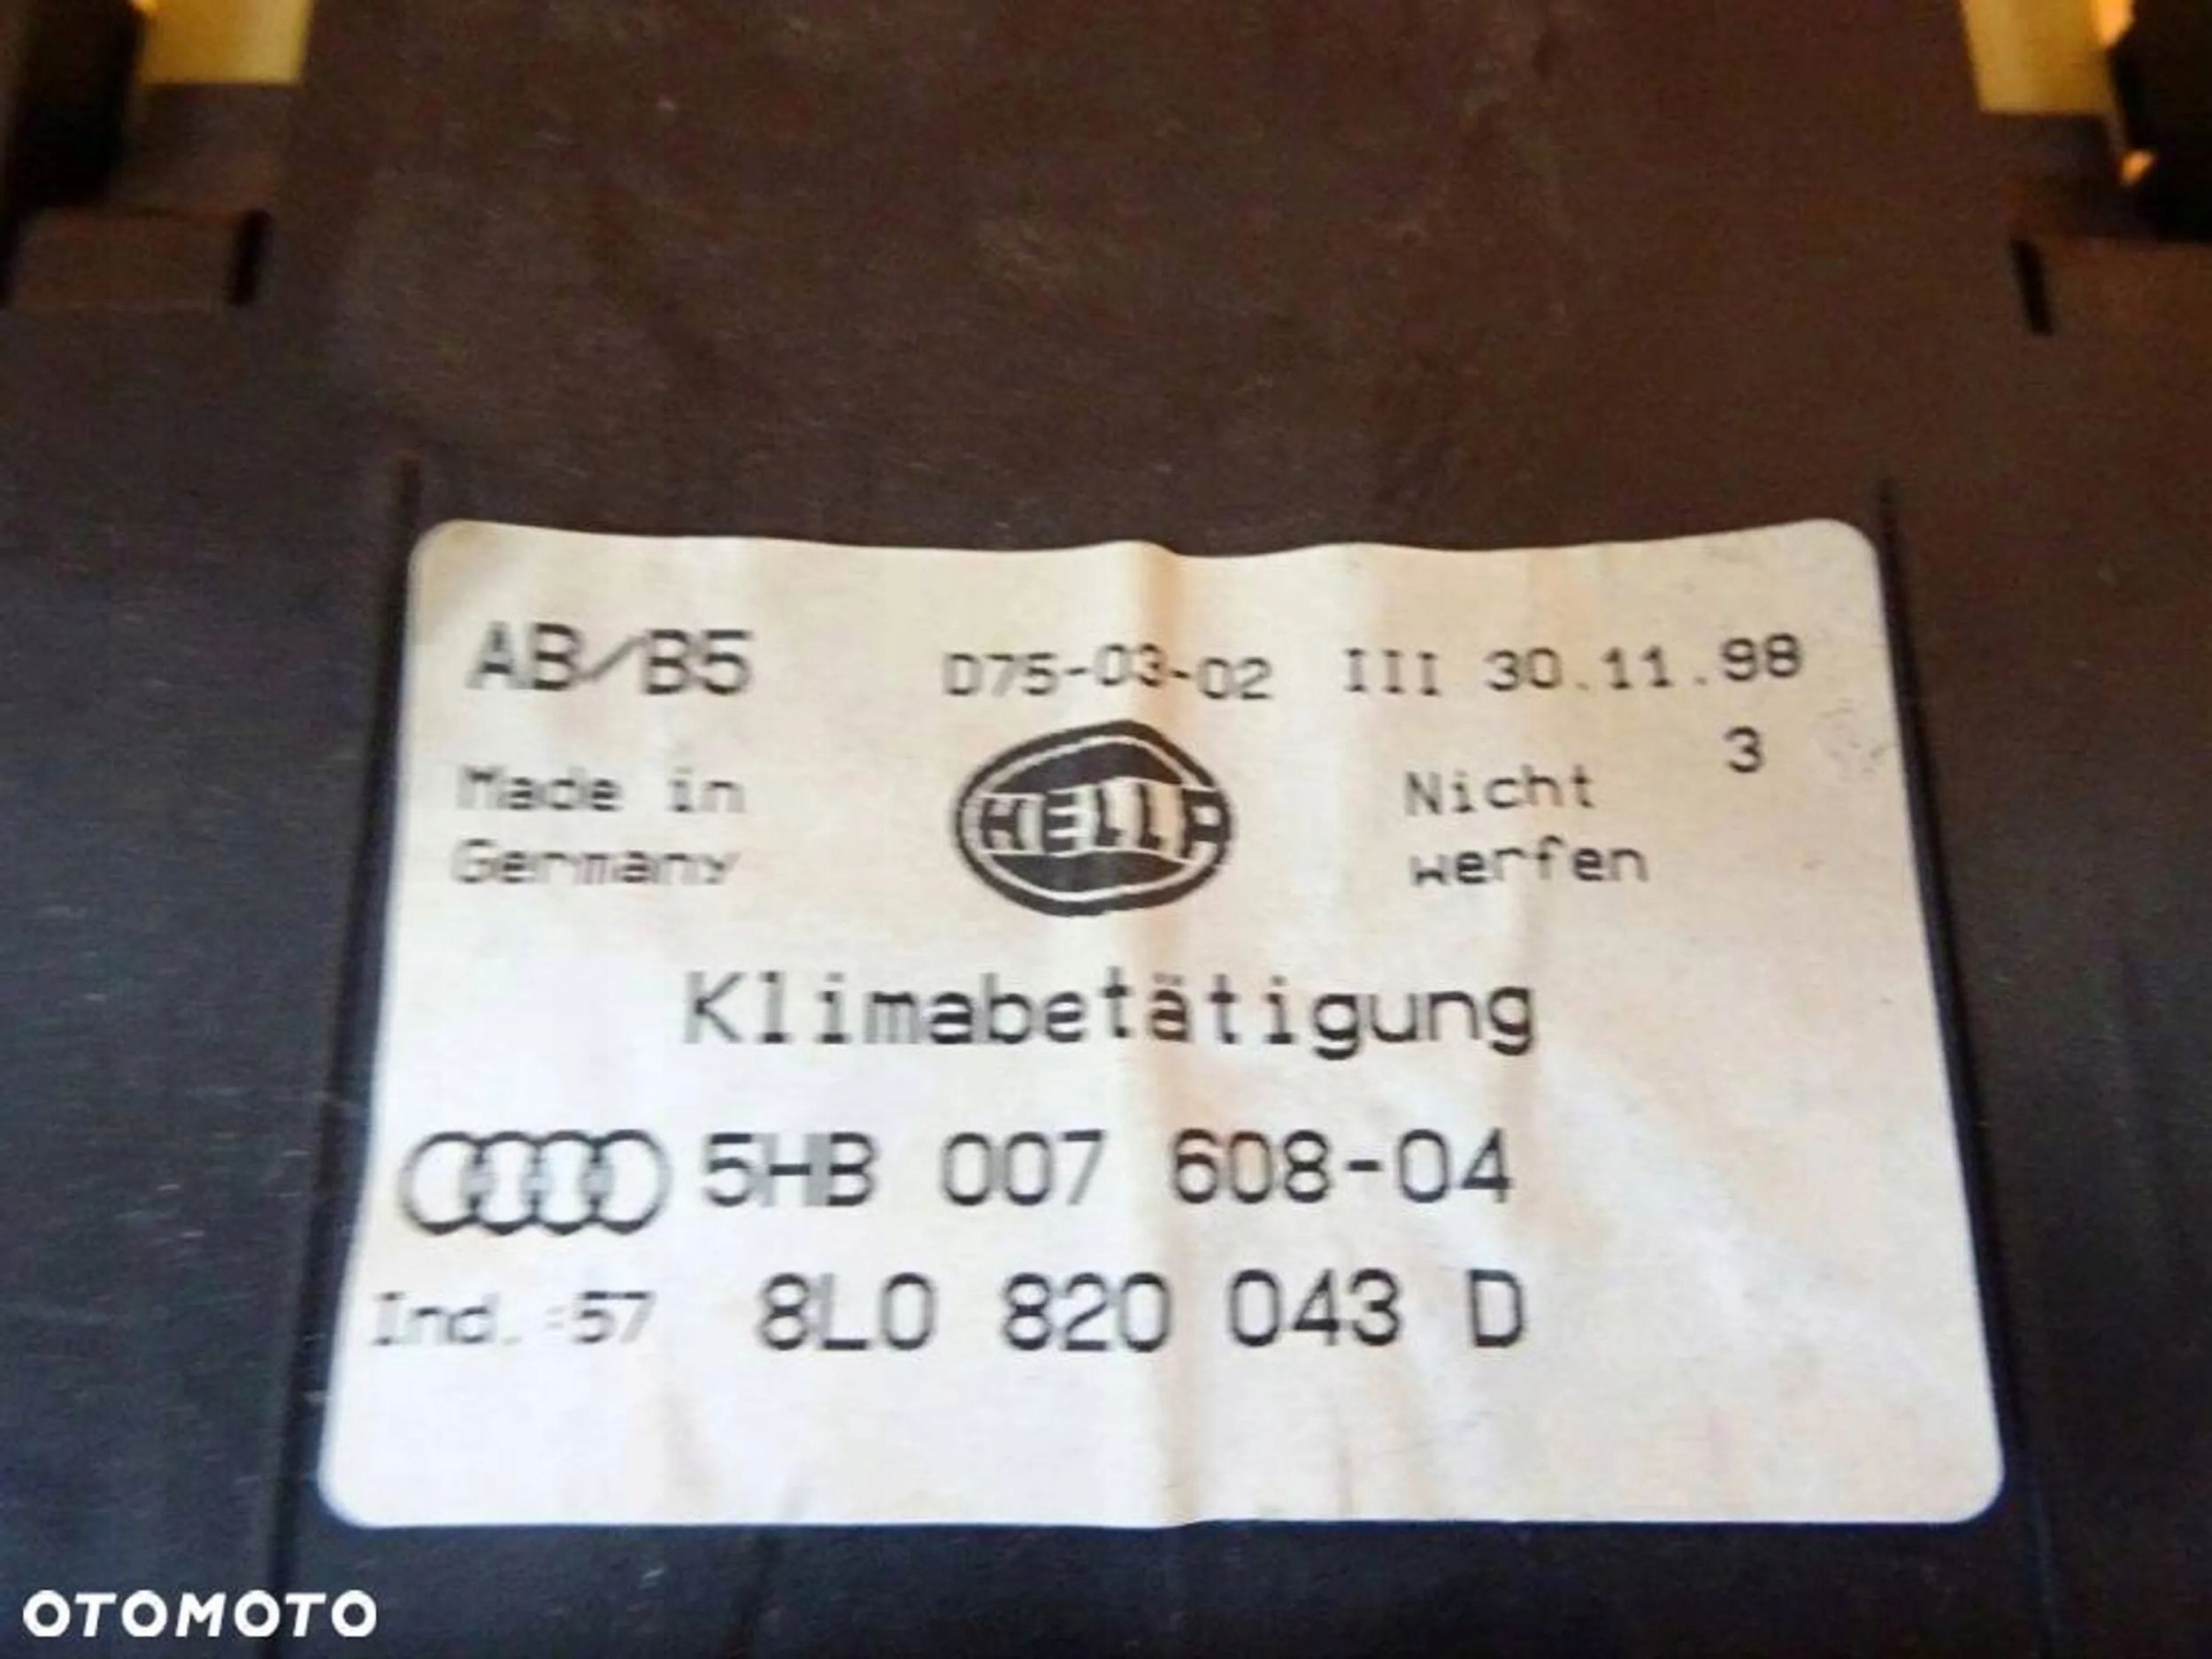 AB/B5 D75-03-02 III 30.11.98
3
Made in Nicht
HELLA
Germany werfen
Klimabetätigung
5HB 007 608-04
Ind.:57 8L0 820 043 D
OTOMOTO